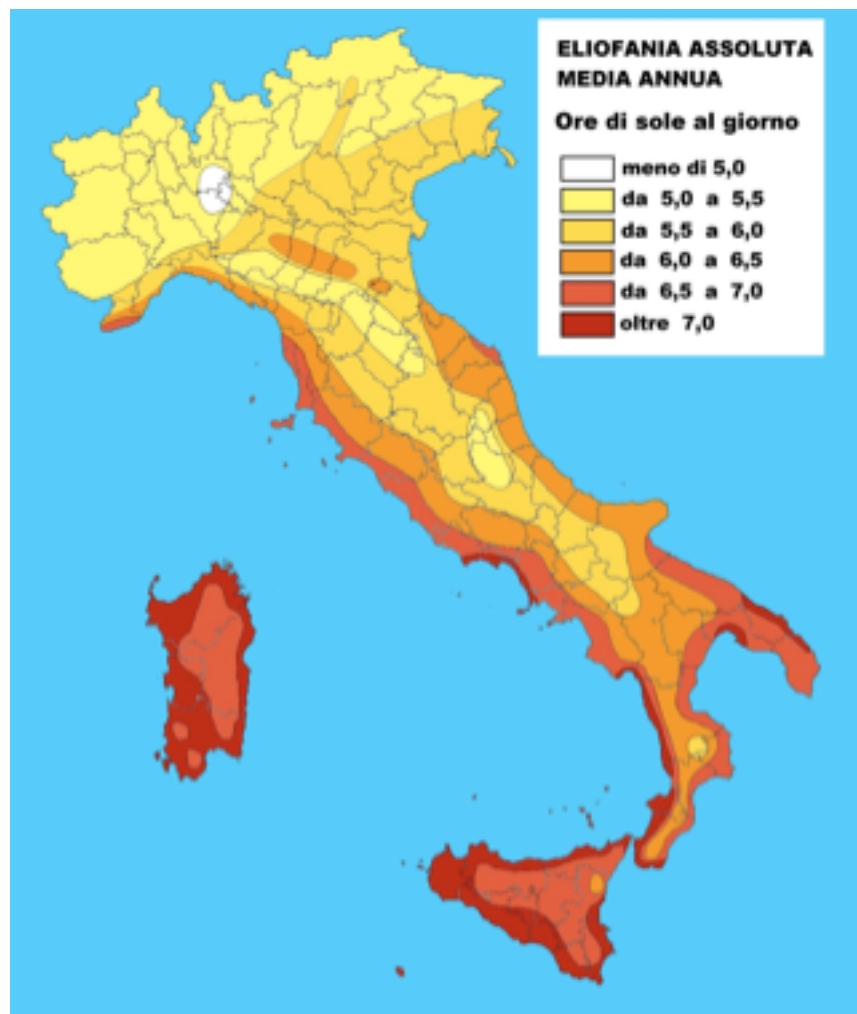 ELIOFANIA ASSOLUTA
MEDIA ANNUA
Ore di sole al giorno
meno di 5,0
da 5,0 a 5,5
da 5,5 a 6,0
da 6,0 a 6,5
da 6,5 a 7,0
oltre 7,0